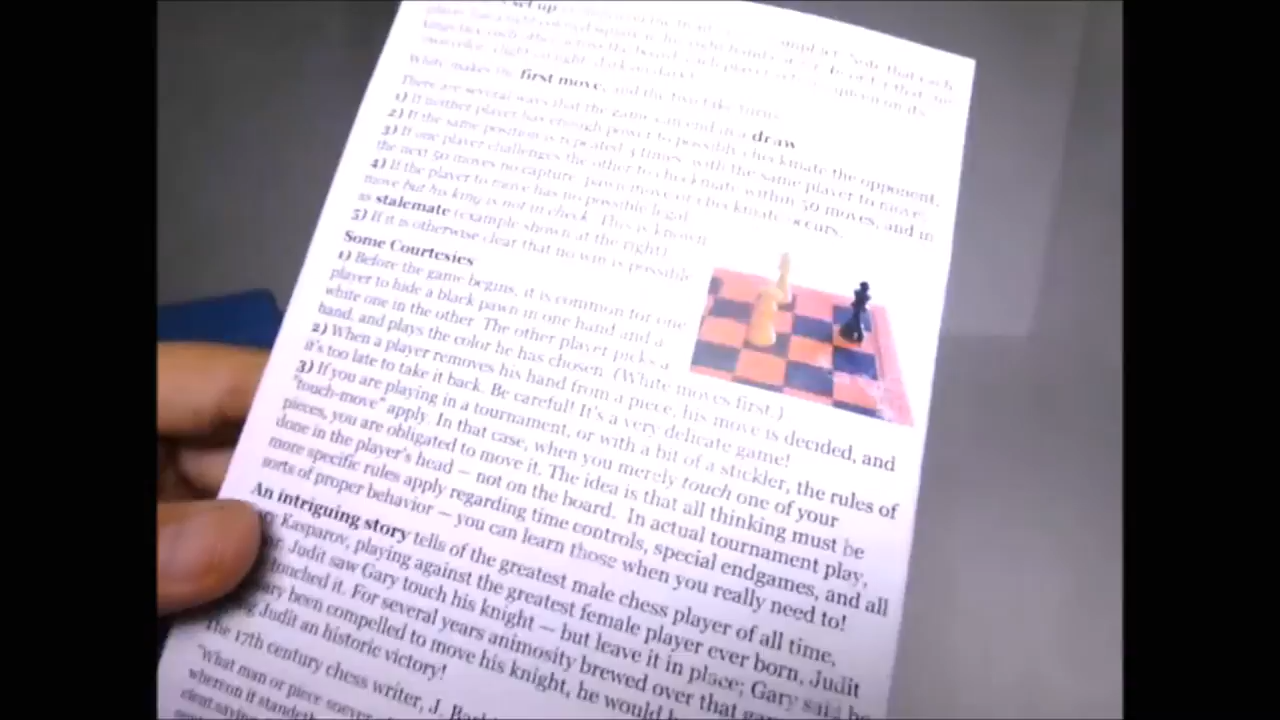 set up
first move, and the two take turns.
There are several ways that the game can end in a draw
1) If neither player has enough power to possibly checkmate the opponent.
2) If the same position is repeated 3 times, with the same player to move.
3) If one player challenges the other to checkmate within 50 moves, and in
the next 50 moves no capture, pawn move or checkmate occurs.
4) If the player to move has no possible legal
move but his king is not in check. This is known
as stalemate (example shown at the right)
5) If it is otherwise clear that no win is possible
Some Courtesies
1) Before the game begins, it is common for one
player to hide a black pawn in one hand and a
white one in the other. The other player picks a
hand, and plays the color he has chosen. (White moves first.)
2) When a player removes his hand from a piece, his move is decided, and
it's too late to take it back. Be careful! It's a very delicate game!
3) If you are playing in a tournament, or with a bit of a stickler, the rules of
"touch-move" apply. In that case, when you merely touch one of your
pieces, you are obligated to move it. The idea is that all thinking must be
done in the player's head — not on the board. In actual tournament play,
more specific rules apply regarding time controls, special endgames, and all
sorts of proper behavior — you can learn those when you really need to!
An intriguing story tells of the greatest male chess player of all time,
Kasparov, playing against the greatest female player ever born, Judit
Judit saw Gary touch his knight — but leave it in place; Gary said he
touched it. For several years animosity brewed over that
been compelled to move his knight, he would
Judit an historic victory!
The 17th century chess writer, J.
"What man or piece
whereon it